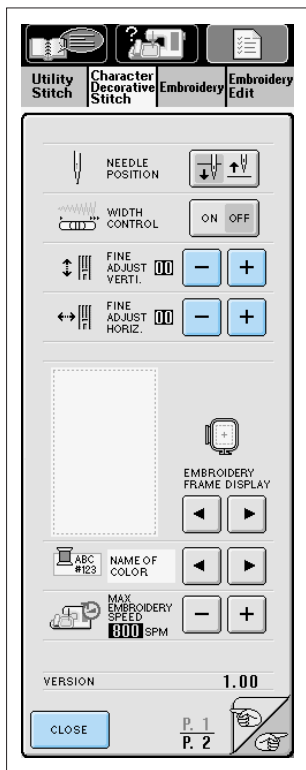 Utility
Stitch
Character
Decorative
Stitch
Embroidery
Embroidery
Edit
NEEDLE
POSITION
WIDTH
CONTROL
ON OFF
FINE
ADJUST 00
VERTI.
- +
FINE
ADJUST 00
HORIZ.
- +
EMBROIDERY
FRAME DISPLAY
ABC
#123
NAME OF
COLOR
MAX
EMBROIDERY
SPEED
800 SPM
- +
VERSION 1.00
CLOSE
P. 1
P. 2